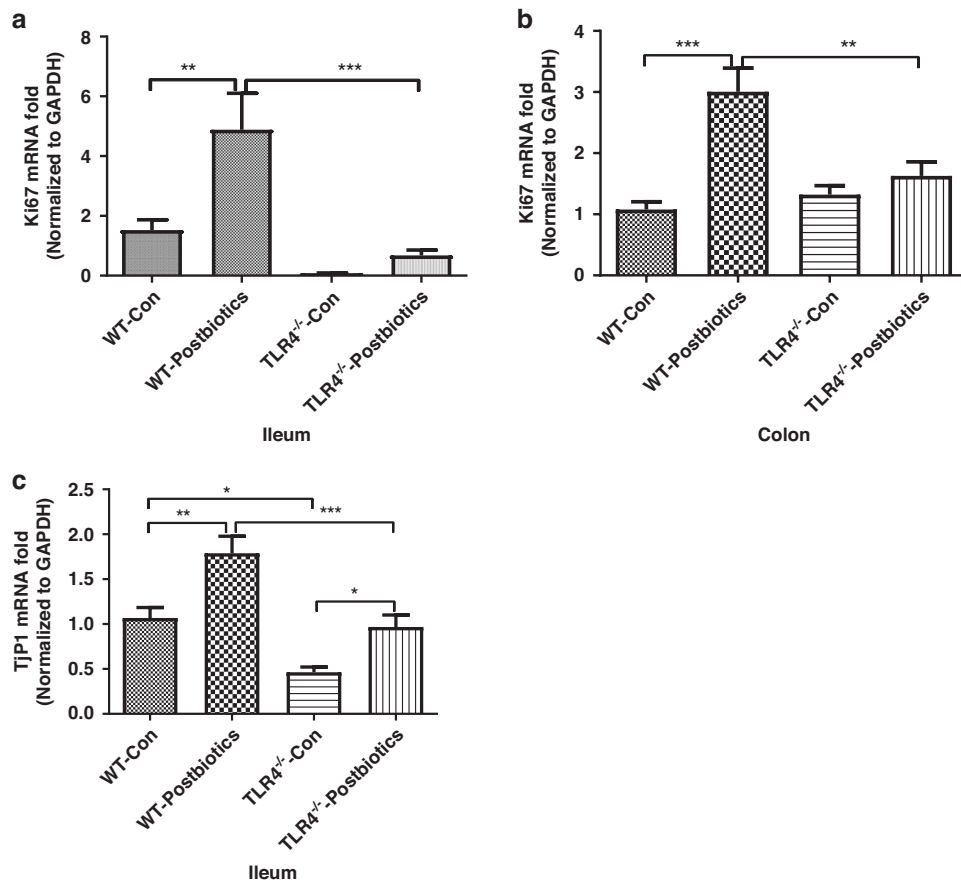 a
Ki67 mRNA fold
(Normalized to GAPDH)
8
6
4
2
0
**
***
WT-Con
WT-Postbiotics
TLR4-/--Con
TLR4-/--Postbiotics
Ileum
b
Ki67 mRNA fold
(Normalized to GAPDH)
4
3
2
1
0
***
**
WT-Con
WT-Postbiotics
TLR4-/--Con
TLR4-/--Postbiotics
Colon
c
TjP1 mRNA fold
(Normalized to GAPDH)
2.5
2.0
1.5
1.0
0.5
0.0
*
**
***
*
WT-Con
WT-Postbiotics
TLR4-/--Con
TLR4-/--Postbiotics
Ileum